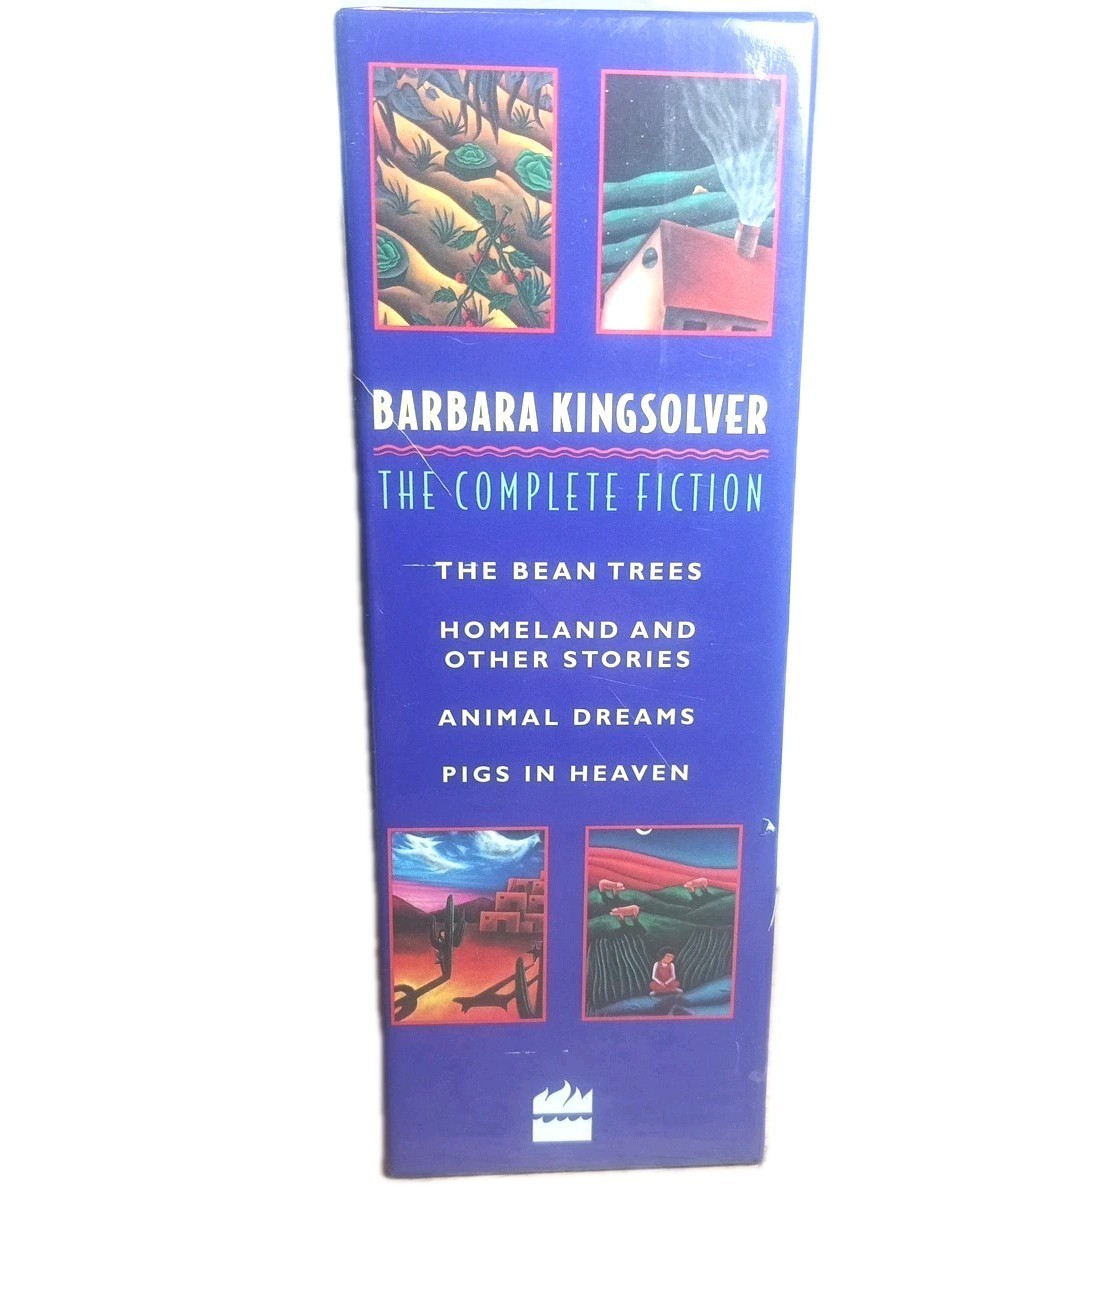 BARBARA KINGSOLVER
THE COMPLETE FICTION
THE BEAN TREES
HOMELAND AND
OTHER STORIES
ANIMAL DREAMS
PIGS IN HEAVEN